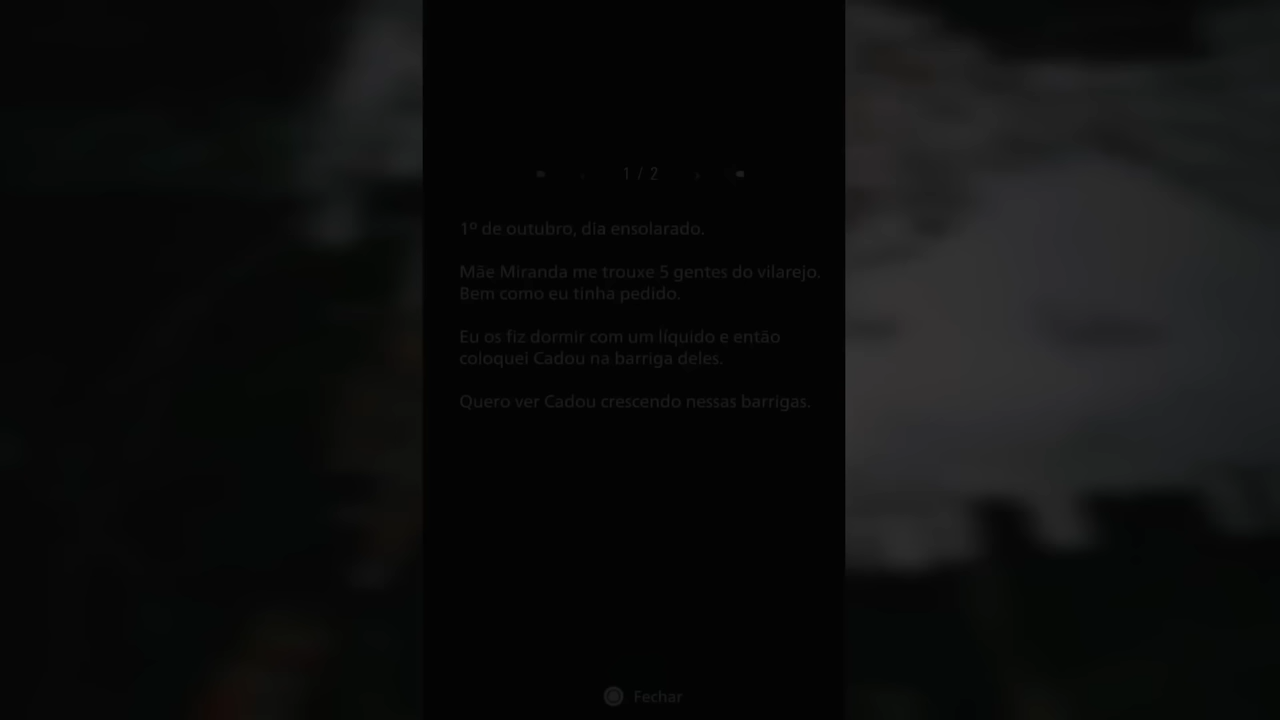 1 / 2
1º de outubro, dia ensolarado.
Mãe Miranda me trouxe 5 gentes do vilarejo.
Bem como eu tinha pedido.
Eu os fiz dormir com um líquido e então
coloquei Cadou na barriga deles.
Quero ver Cadou crescendo nessas barrigas.
Fechar